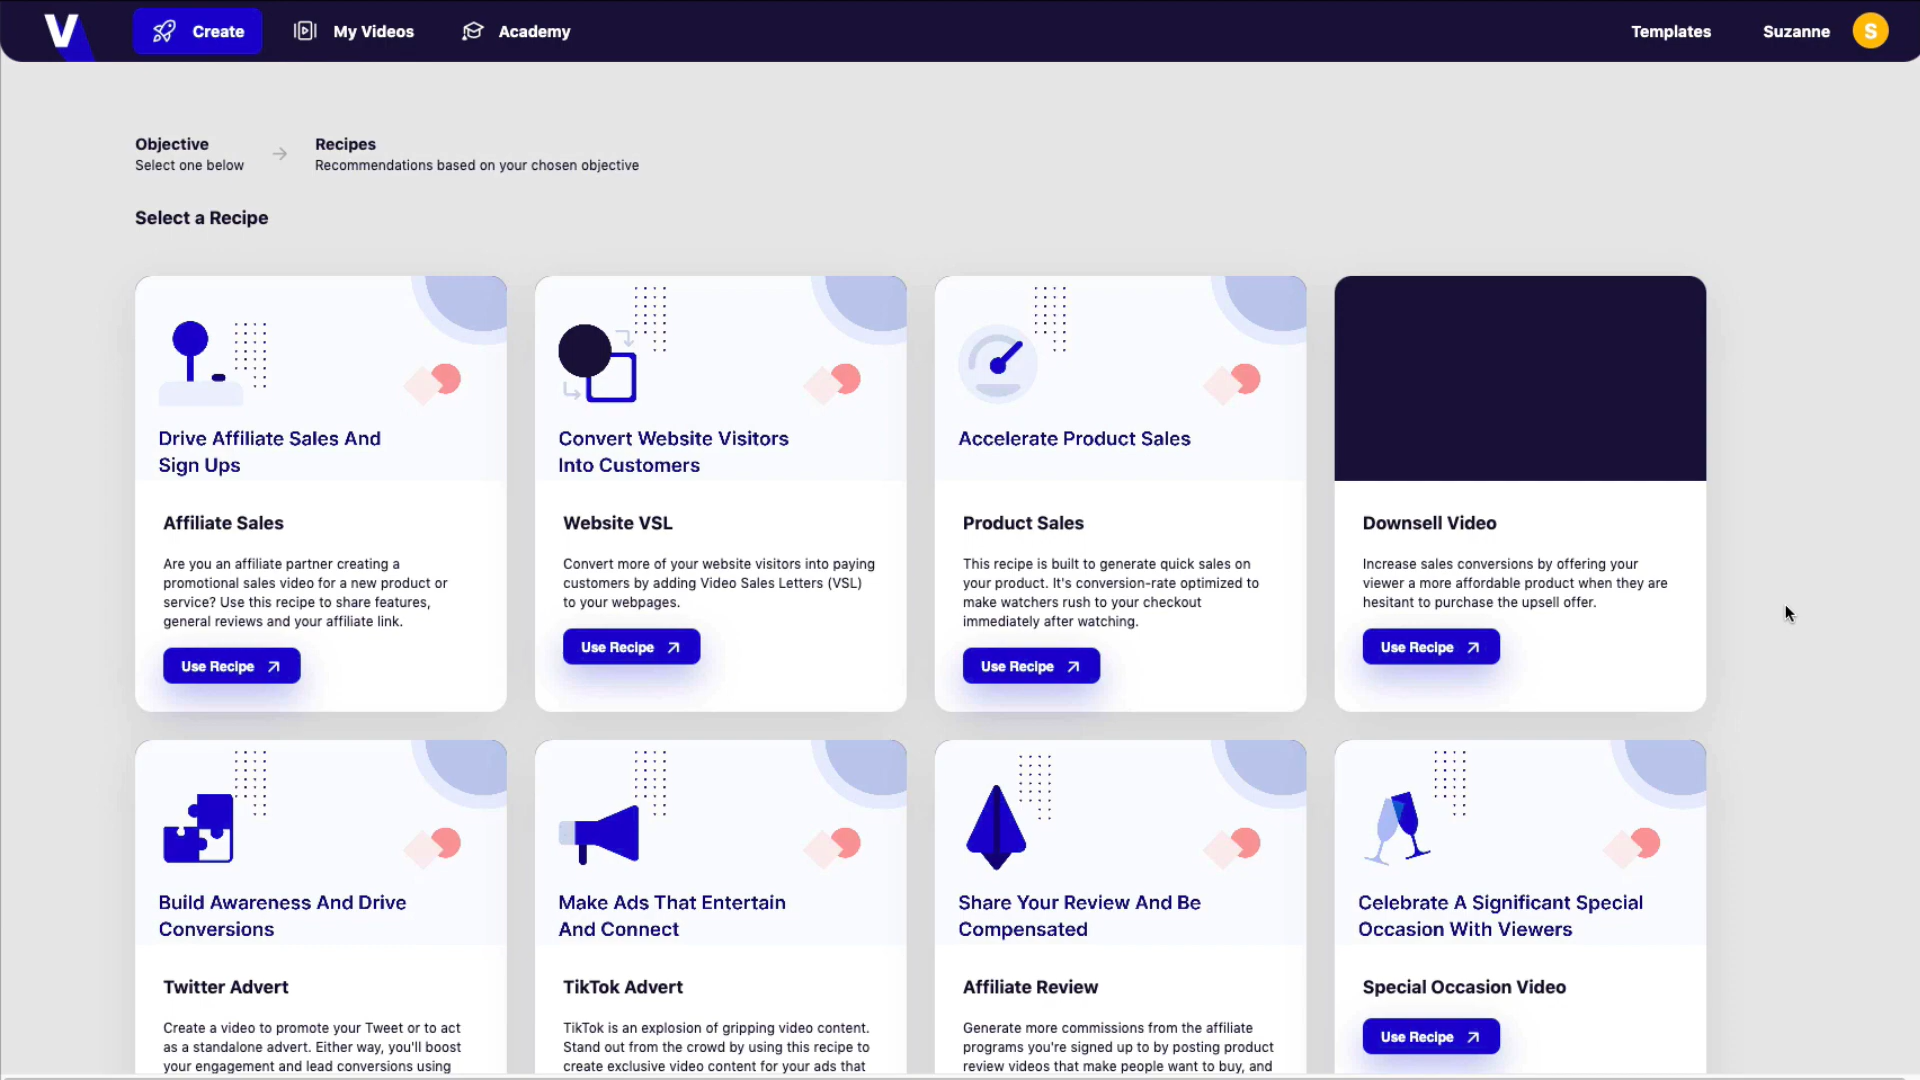 V
Create
My Videos
Academy
Templates
Suzanne
S
Objective
Select one below
Recipes
Recommendations based on your chosen objective
Select a Recipe
Drive Affiliate Sales And
Sign Ups
Affiliate Sales
Are you an affiliate partner creating a
promotional sales video for a new product or
service? Use this recipe to share features,
general reviews and your affiliate link.
Use Recipe
Convert Website Visitors
Into Customers
Website VSL
Convert more of your website visitors into paying
customers by adding Video Sales Letters (VSL)
to your webpages.
Use Recipe
Accelerate Product Sales
Product Sales
This recipe is built to generate quick sales on
your product. It's conversion-rate optimized to
make watchers rush to your checkout
immediately after watching.
Use Recipe
Downsell Video
Increase sales conversions by offering your
viewer a more affordable product when they are
hesitant to purchase the upsell offer.
Use Recipe
Build Awareness And Drive
Conversions
Twitter Advert
Create a video to promote your Tweet or to act
as a standalone advert. Either way, you'll boost
your engagement and lead conversions using
Make Ads That Entertain
And Connect
TikTok Advert
TikTok is an explosion of gripping video content.
Stand out from the crowd by using this recipe to
create exclusive video content for your ads that
Share Your Review And Be
Compensated
Affiliate Review
Generate more commissions from the affiliate
programs you're signed up to by posting product
review videos that make people want to buy, and
Celebrate A Significant Special
Occasion With Viewers
Special Occasion Video
Use Recipe